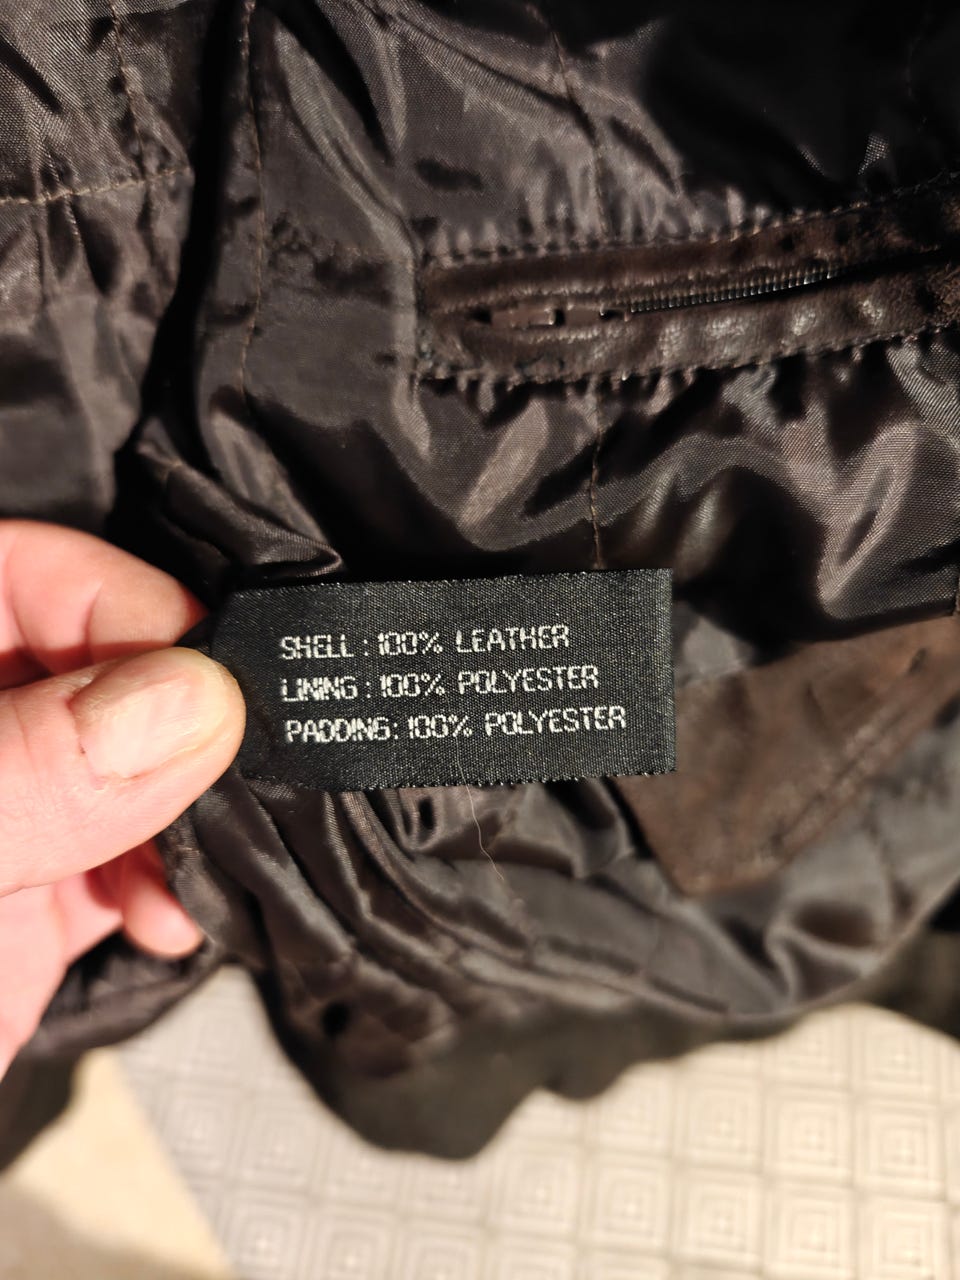 SHELL : 100% LEATHER
LINING : 100% POLYESTER
PADDING: 100% POLYESTER